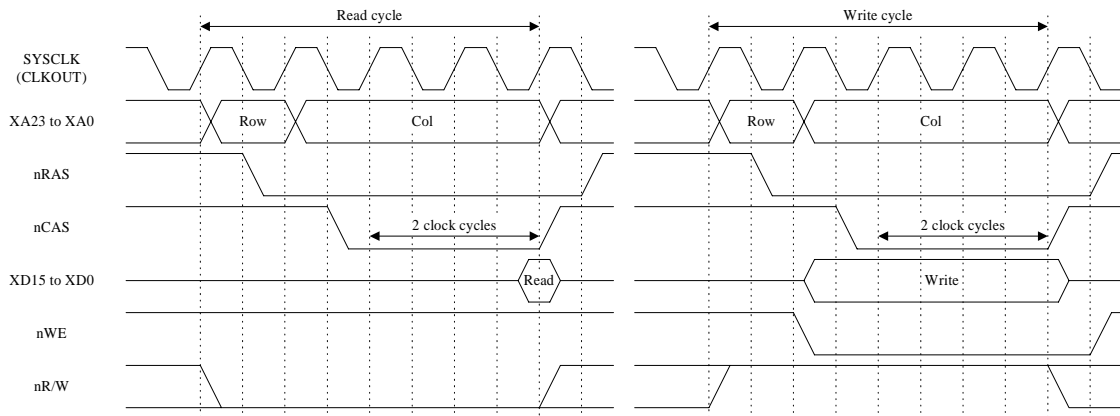 Read cycle
Write cycle
SYSCLK
(CLKOUT)
XA23 to XA0
Row
Col
Row
Col
nRAS
nCAS
2 clock cycles
2 clock cycles
XD15 to XD0
Read
Write
nWE
nR/W